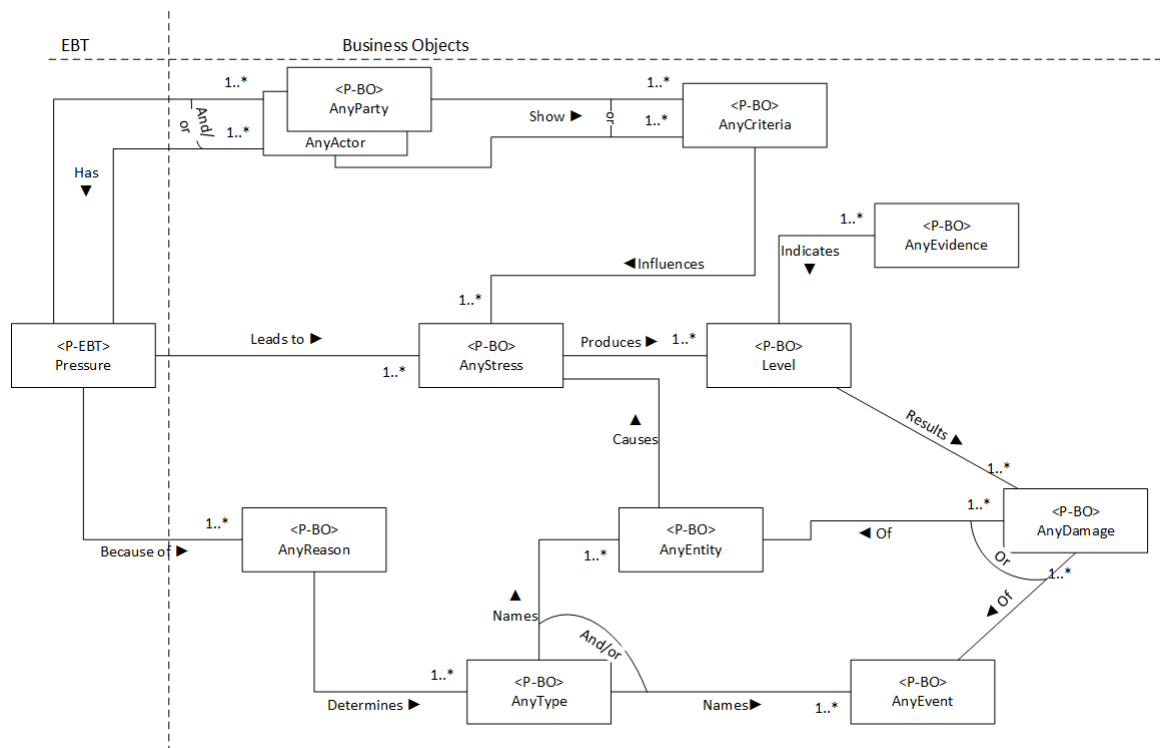 EBT
Business Objects
1..*
<P-BO>
AnyParty
1..*
<P-BO>
AnyCriteria
And/
or
Show ►
or
1..*
1..*
AnyActor
Has
▼
1..*
<P-BO>
AnyEvidence
Indicates
▼
◄Influences
1..*
<P-EBT>
Pressure
Leads to ►
1..*
<P-BO>
AnyStress
Produces ►
1..*
<P-BO>
Level
▲
Causes
Results ►
1..*
1..*
<P-BO>
AnyReason
Because of ►
<P-BO>
AnyEntity
1..*
◄ Of
1..*
<P-BO>
AnyDamage
Or
1..*
▲
Names
◄ Of
And/or
1..*
<P-BO>
AnyType
Determines ►
Names►
1..*
<P-BO>
AnyEvent